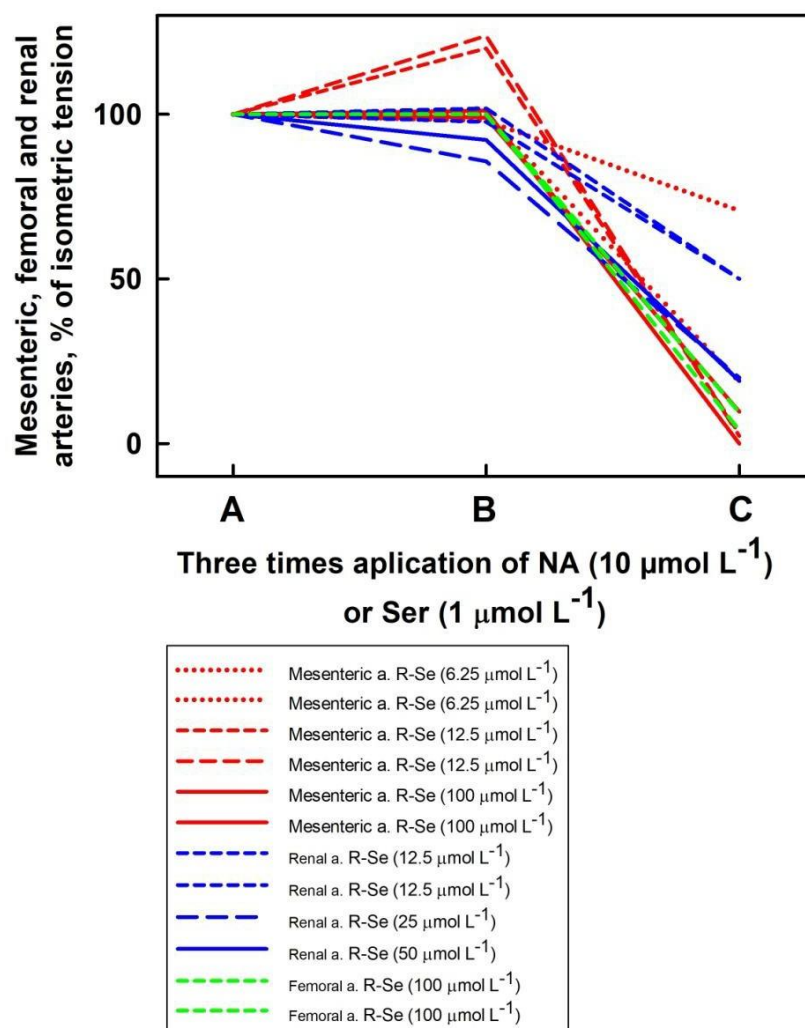 Mesenteric, femoral and renal
arteries, % of isometric tension
100
50
0
A B C
Three times aplication of NA (10 µmol L⁻¹)
or Ser (1 µmol L⁻¹)
Mesenteric a. R-Se (6.25 µmol L⁻¹)
Mesenteric a. R-Se (6.25 µmol L⁻¹)
Mesenteric a. R-Se (12.5 µmol L⁻¹)
Mesenteric a. R-Se (12.5 µmol L⁻¹)
Mesenteric a. R-Se (100 µmol L⁻¹)
Mesenteric a. R-Se (100 µmol L⁻¹)
Renal a. R-Se (12.5 µmol L⁻¹)
Renal a. R-Se (12.5 µmol L⁻¹)
Renal a. R-Se (25 µmol L⁻¹)
Renal a. R-Se (50 µmol L⁻¹)
Femoral a. R-Se (100 µmol L⁻¹)
Femoral a. R-Se (100 µmol L⁻¹)